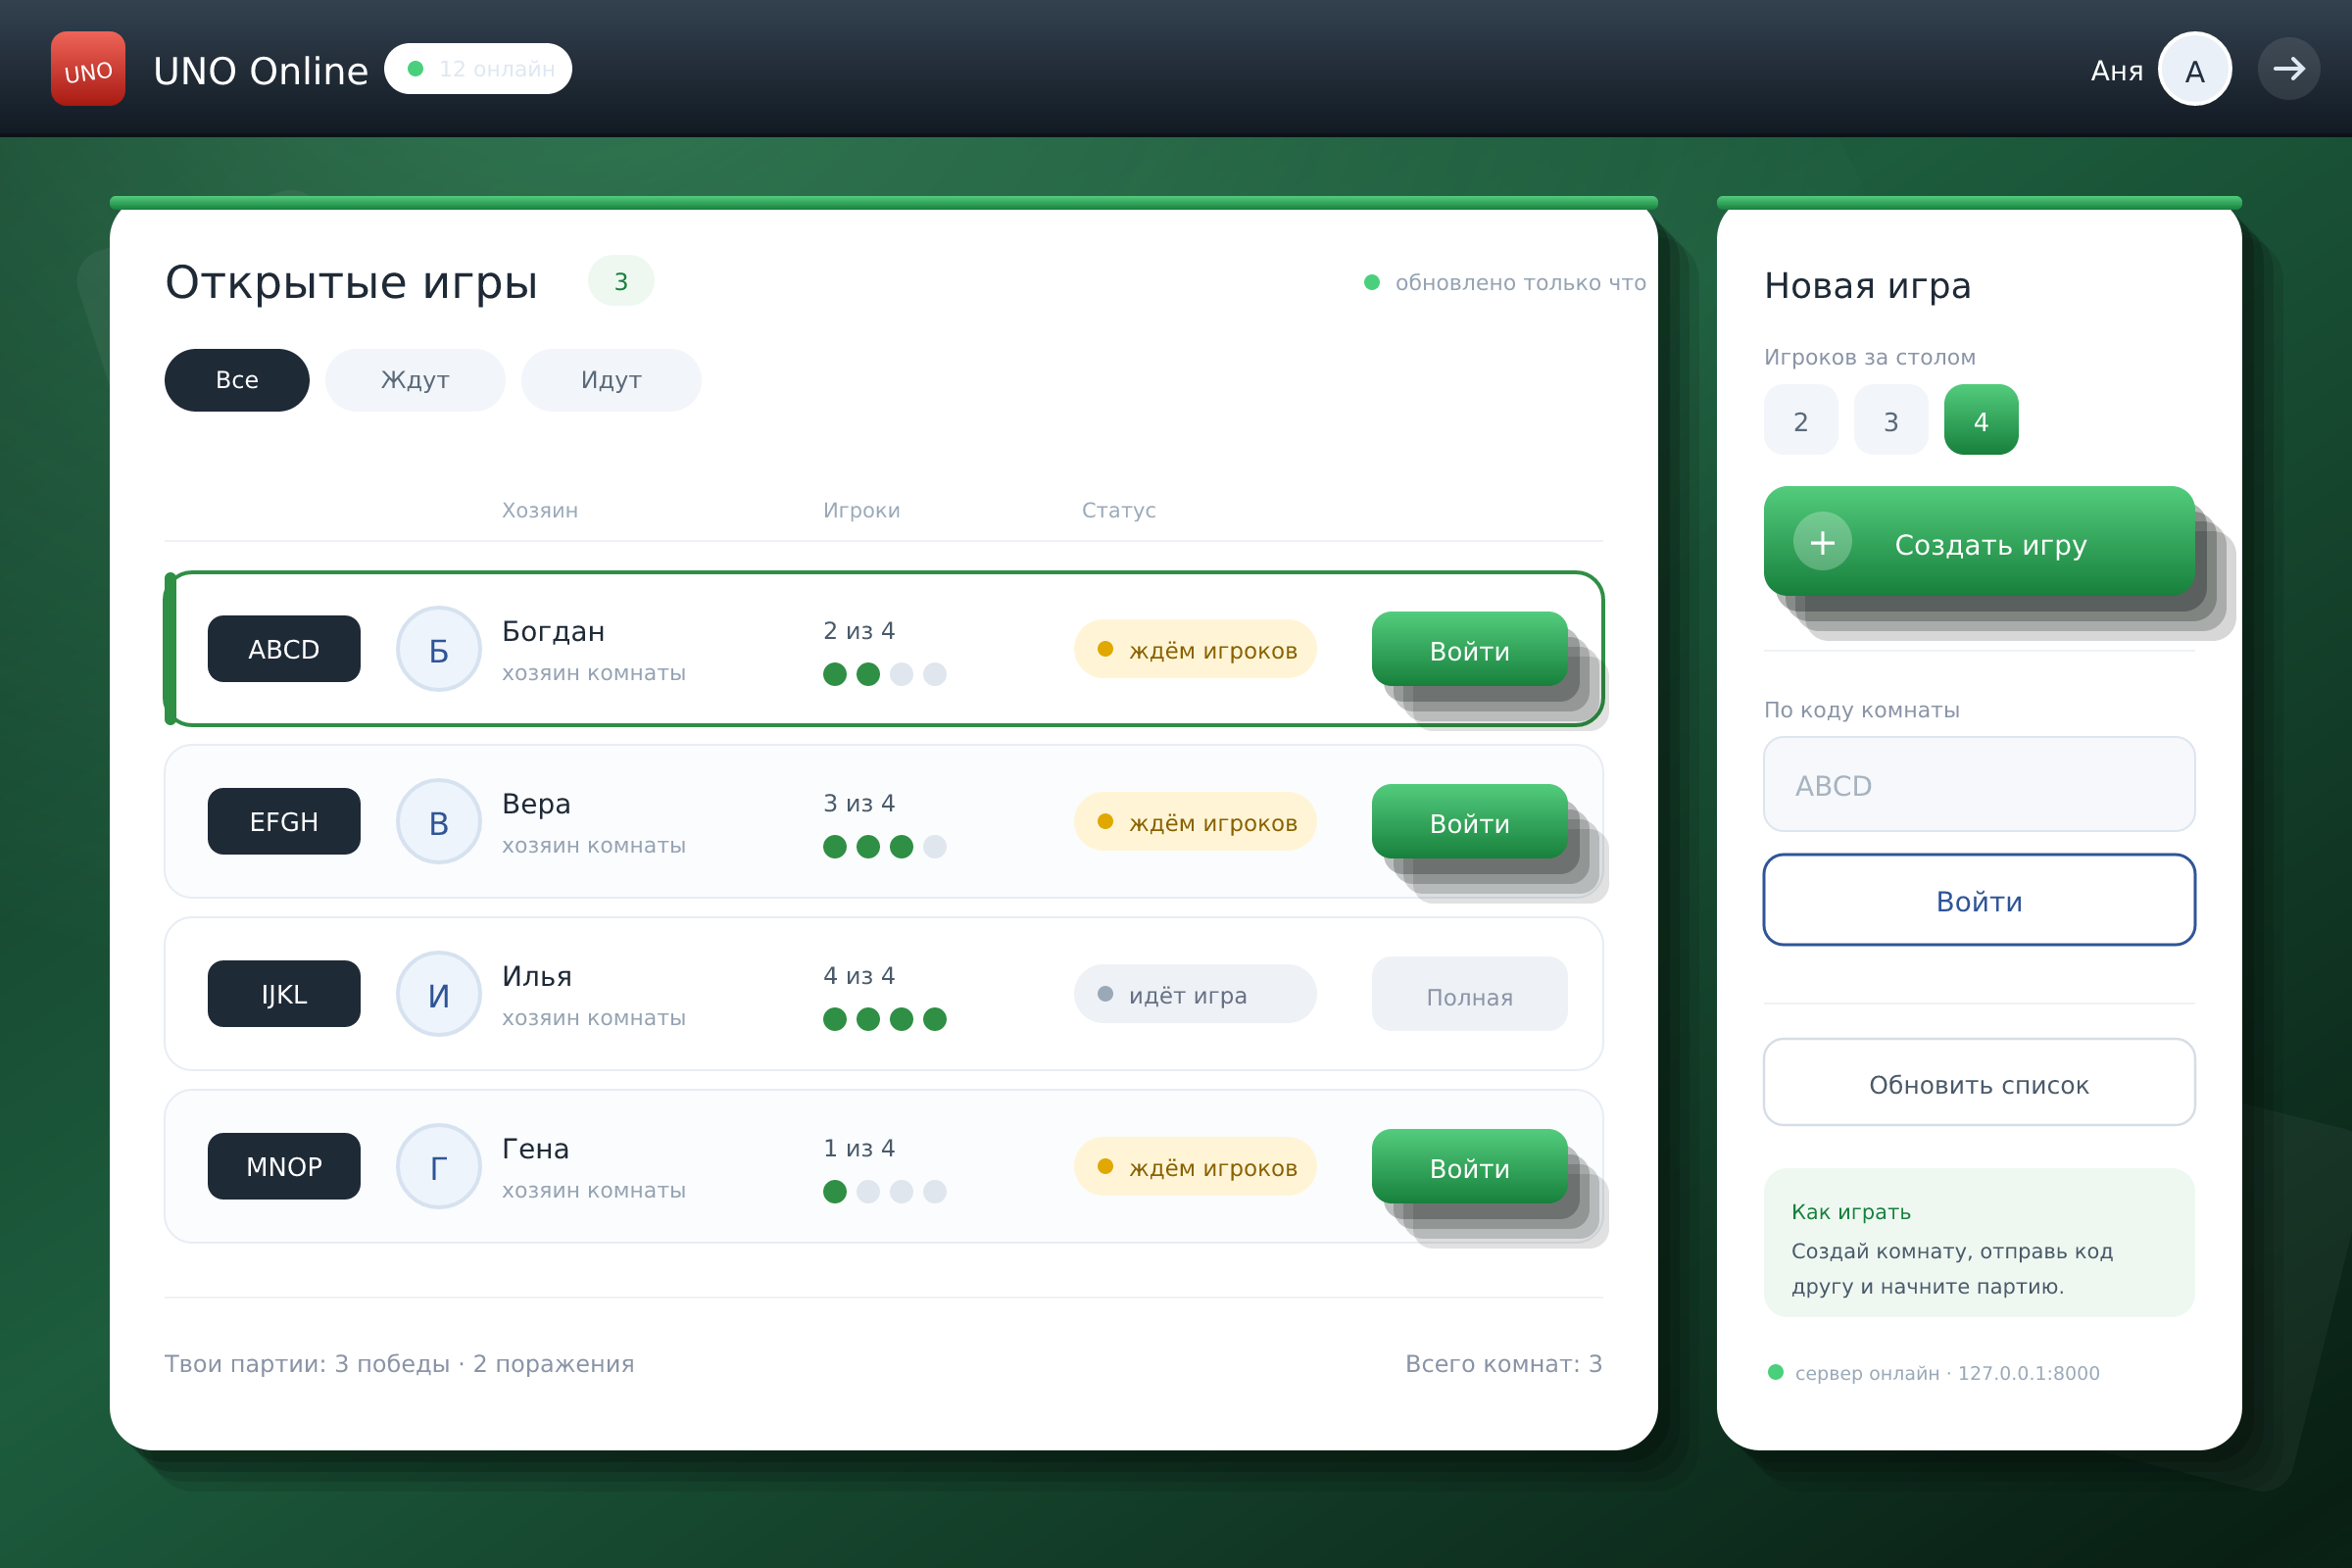 UNO
UNO Online
12 онлайн
Аня
А
Открытые игры
3
обновлено только что
Все
Ждут
Идут
Хозяин
Игроки
Статус
ABCD
Б
Богдан
хозяин комнаты
2 из 4
ждём игроков
Войти
EFGH
В
Вера
хозяин комнаты
3 из 4
ждём игроков
Войти
IJKL
И
Илья
хозяин комнаты
4 из 4
идёт игра
Полная
MNOP
Г
Гена
хозяин комнаты
1 из 4
ждём игроков
Войти
Твои партии: 3 победы · 2 поражения
Всего комнат: 3
Новая игра
Игроков за столом
2
3
4
+
Создать игру
По коду комнаты
ABCD
Войти
Обновить список
Как играть
Создай комнату, отправь код
другу и начните партию.
сервер онлайн · 127.0.0.1:8000